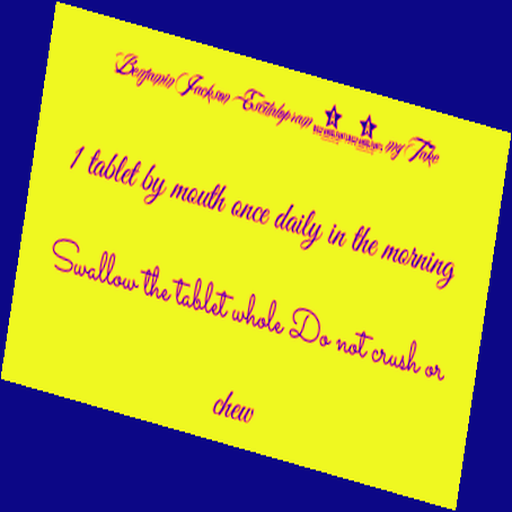 Benjamin Jackson Escitalopram mg Take
1 tablet by mouth once daily in the morning
Swallow the tablet whole Do not crush or
chew